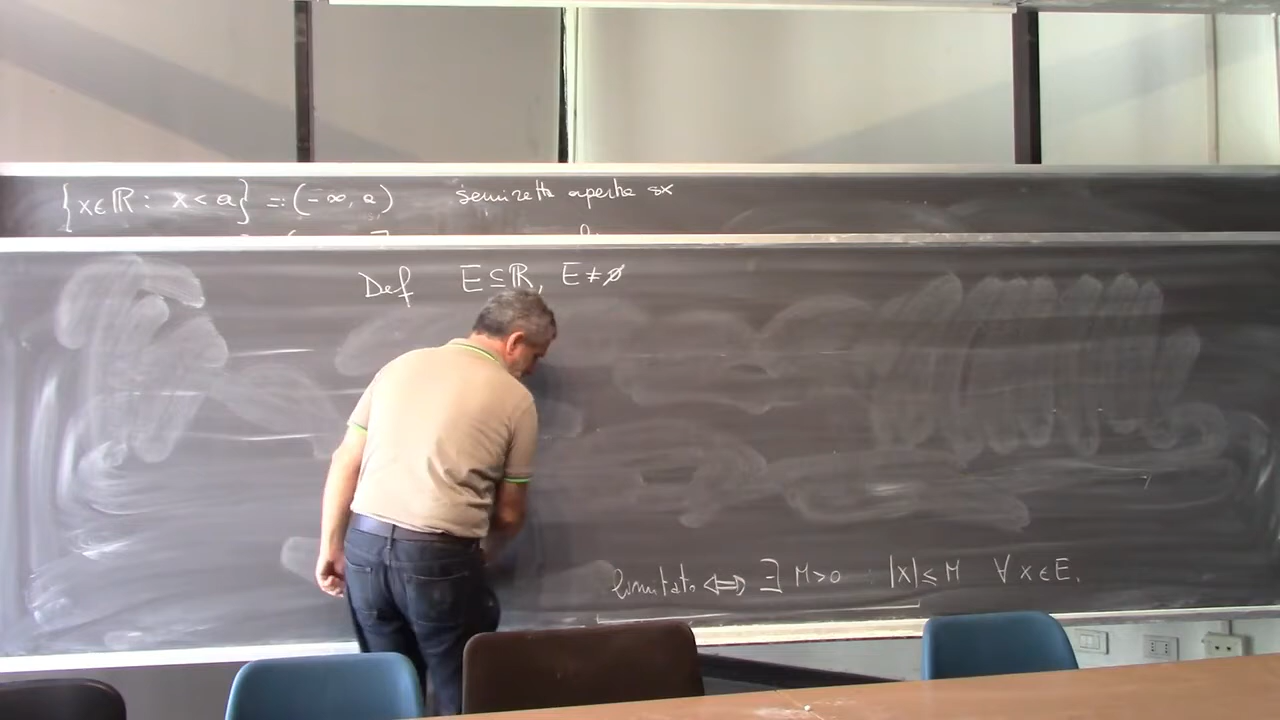 {x∈ℝ: x<a} =: (-∞, a) semiretta aperta sx
Def E⊆ℝ, E≠∅
limitato ⇔ ∃ M>0 : |x|≤M ∀ x∈E.